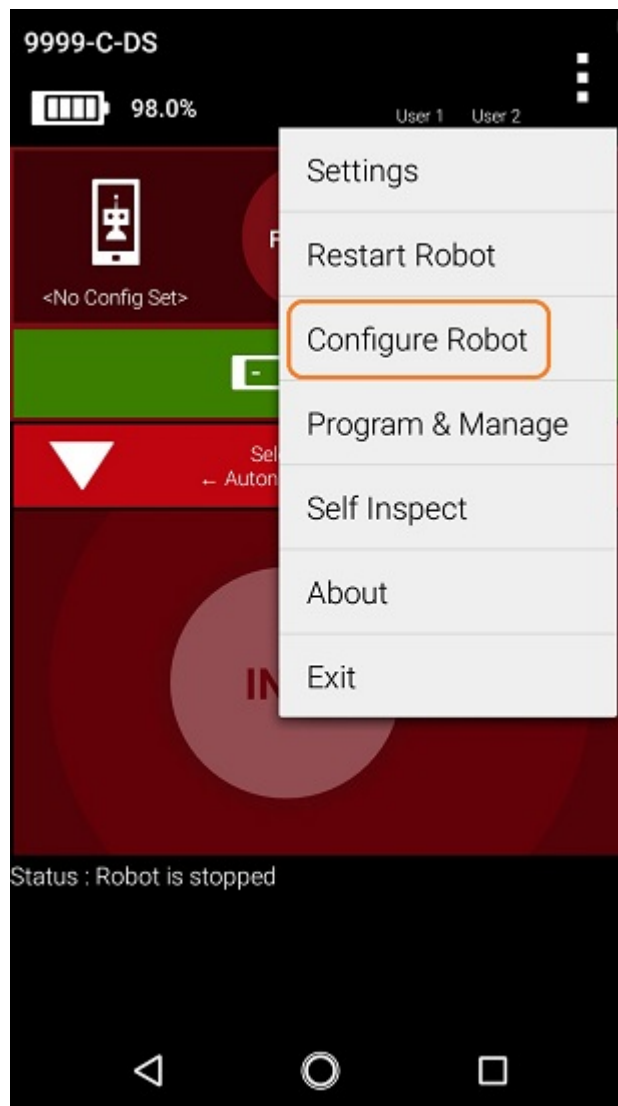 9999-C-DS
98.0%
User 1 User 2
Settings
Restart Robot
Configure Robot
Program & Manage
Self Inspect
About
Exit
<No Config Set>
Status : Robot is stopped